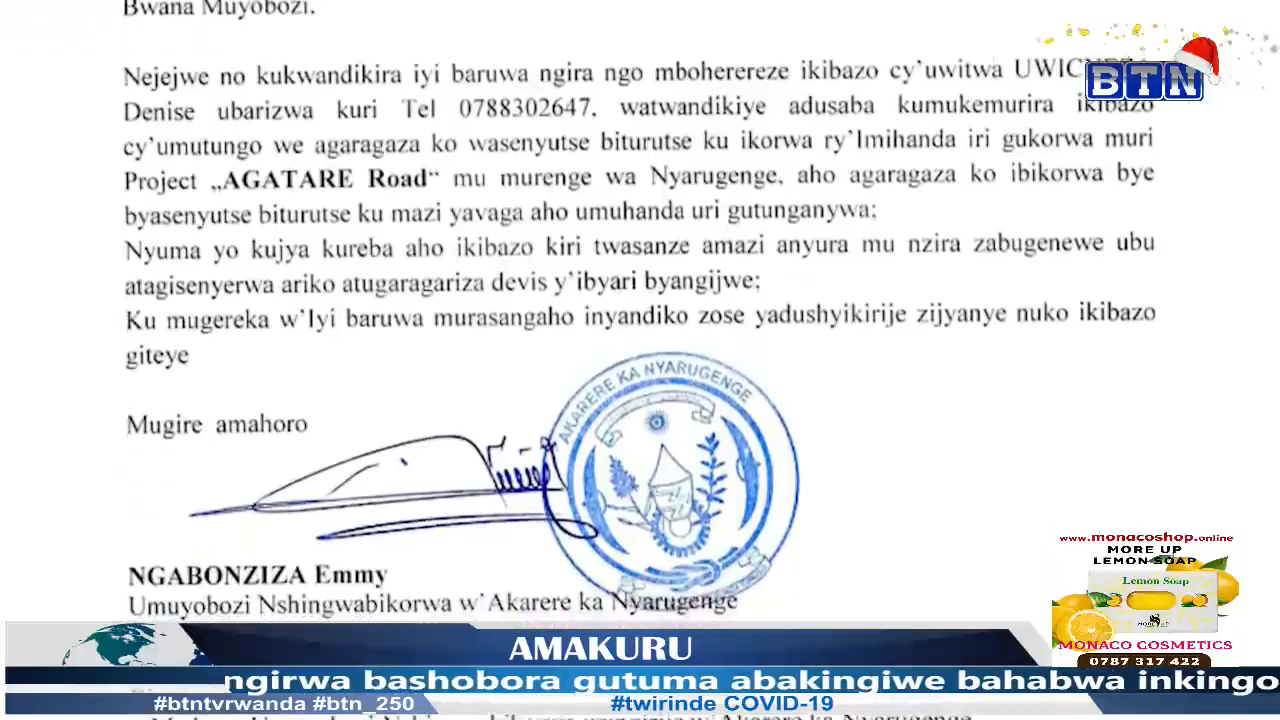 Bwana Muyobozi.
Nejejwe no kukwandikira iyi baruwa ngira ngo mboherereze ikibazo cy'uwitwa
Denise ubarizwa kuri Tel 0788302647, watwandikiye adusaba kumukemurira ikibazo
cy'umutungo we agaragaza ko wasenyutse biturutse ku ikorwa ry'Imihanda iri gukorwa muri
Project „AGATARE Road“ mu murenge wa Nyarugenge, aho agaragaza ko ibikorwa bye
byasenyutse biturutse ku mazi yavaga aho umuhanda uri gutunganywa;
Nyuma yo kujya kureba aho ikibazo kiri twasanze amazi anyura mu nzira zabugenewe ubu
atagisenyerwa ariko atugaragariza devis y'ibyari byangijwe;
Ku mugereka w'Iyi baruwa murasangaho inyandiko zose yadushyikirije zijyanye nuko ikibazo
giteye
Mugire amahoro
AKARERE KA NYARUGENGE
NGABONZIZA Emmy
Umuyobozi Nshingwabikorwa w'Akarere ka Nyarugenge
BTN
www.monacoshop.online
MORE UP
LEMON SOAP
Lemon Soap
MORE UP
MONACO COSMETICS
0787 317 422
AMAKURU
ngirwa bashobora gutuma abakingiwe bahabwa inkingo
#btntvrwanda #btn_250
#twirinde COVID-19